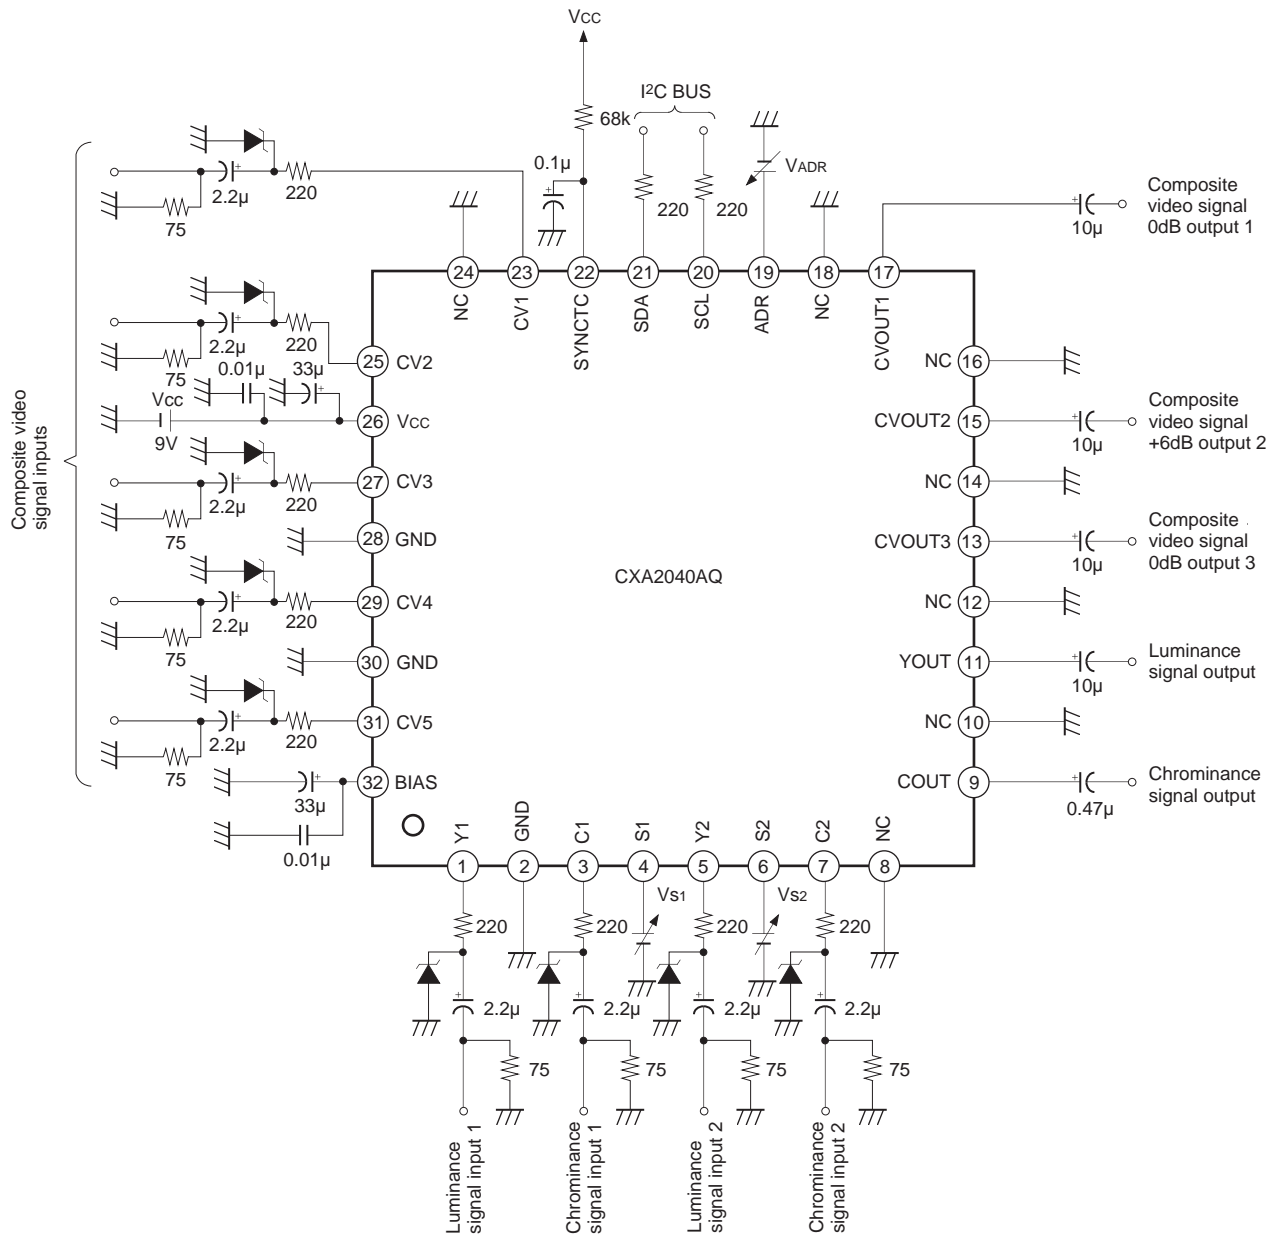 Vcc
I²C BUS
68k
0.1µ
VADR
220
220
2.2µ
220
75
Composite
video signal
0dB output 1
10µ
24
23
22
21
20
19
18
17
NC
CV1
SYNCTC
SDA
SCL
ADR
NC
CVOUT1
2.2µ
220
75
0.01µ
33µ
25
CV2
NC
16
Vcc
9V
26
Vcc
CVOUT2
15
10µ
Composite
video signal
+6dB output 2
Composite video
signal inputs
2.2µ
220
75
27
CV3
NC
14
28
GND
CVOUT3
13
10µ
Composite
video signal
0dB output 3
CXA2040AQ
2.2µ
220
75
29
CV4
NC
12
30
GND
YOUT
11
10µ
Luminance
signal output
2.2µ
220
75
31
CV5
NC
10
33µ
0.01µ
32
BIAS
COUT
9
0.47µ
Chrominance
signal output
Y1
GND
C1
S1
Y2
S2
C2
NC
1
2
3
4
5
6
7
8
Vs1
Vs2
220
220
220
220
2.2µ
2.2µ
2.2µ
2.2µ
75
75
75
75
Luminance
signal input 1
Chrominance
signal input 1
Luminance
signal input 2
Chrominance
signal input 2